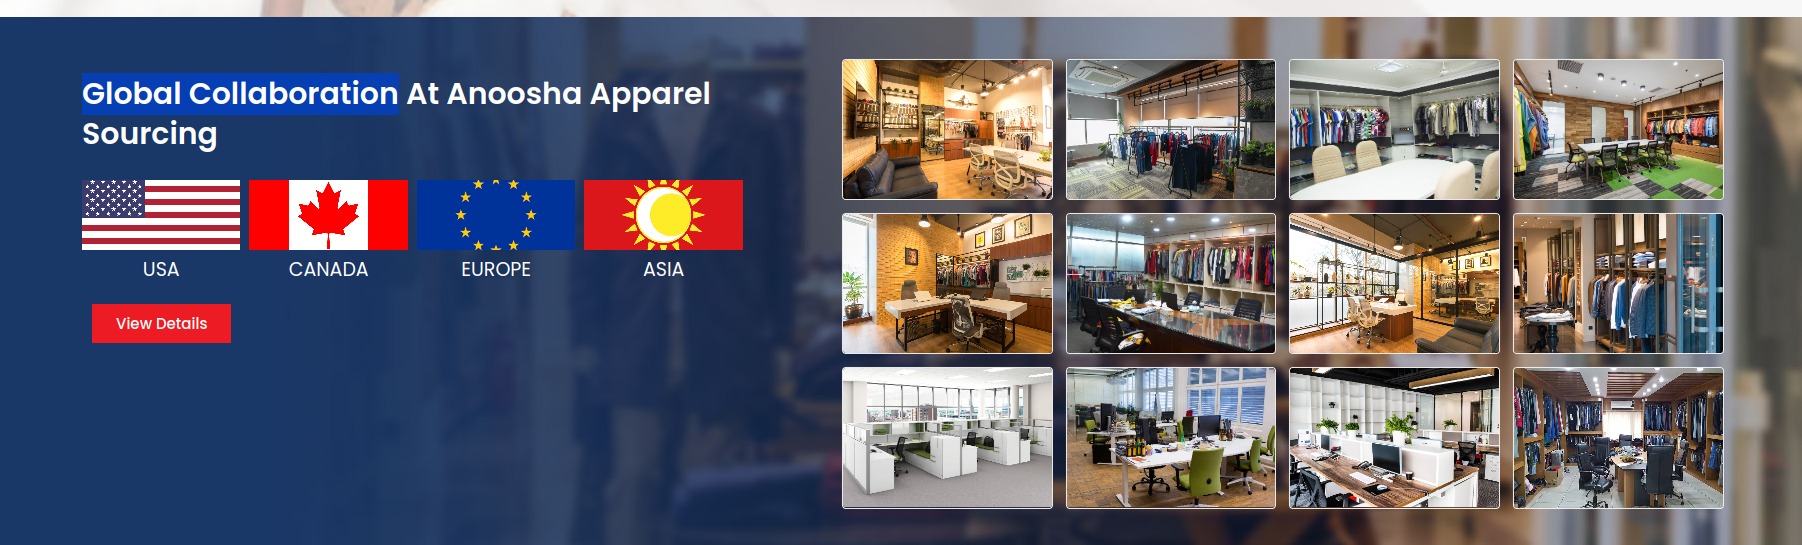 Global Collaboration At Anoosha Apparel
Sourcing
USA
CANADA
EUROPE
ASIA
View Details